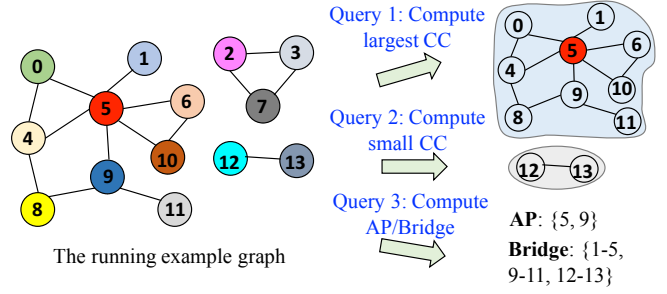 0
1
5
6
4
10
9
8
11
2
3
7
12
13
The running example graph
Query 1: Compute
largest CC
Query 2: Compute
small CC
Query 3: Compute
AP/Bridge
0
1
5
6
4
9
10
8
11
12
13
AP: {5, 9}
Bridge: {1-5,
9-11, 12-13}